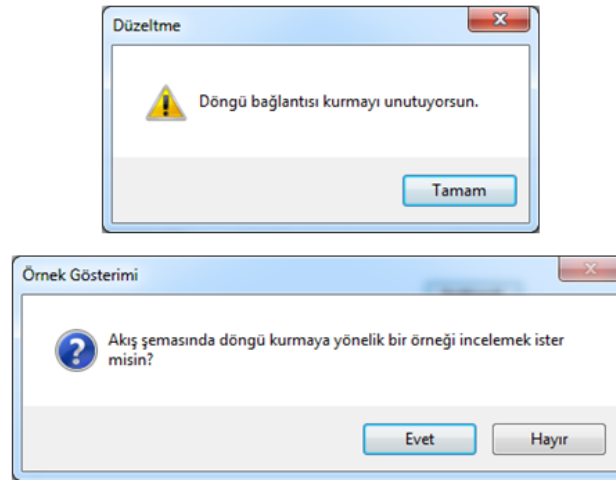 Düzeltme
Döngü bağlantısı kurmayı unutuyorsun.
Tamam
Örnek Gösterimi
Akış şemasında döngü kurmaya yönelik bir örneği incelemek ister
misin?
Evet Hayır